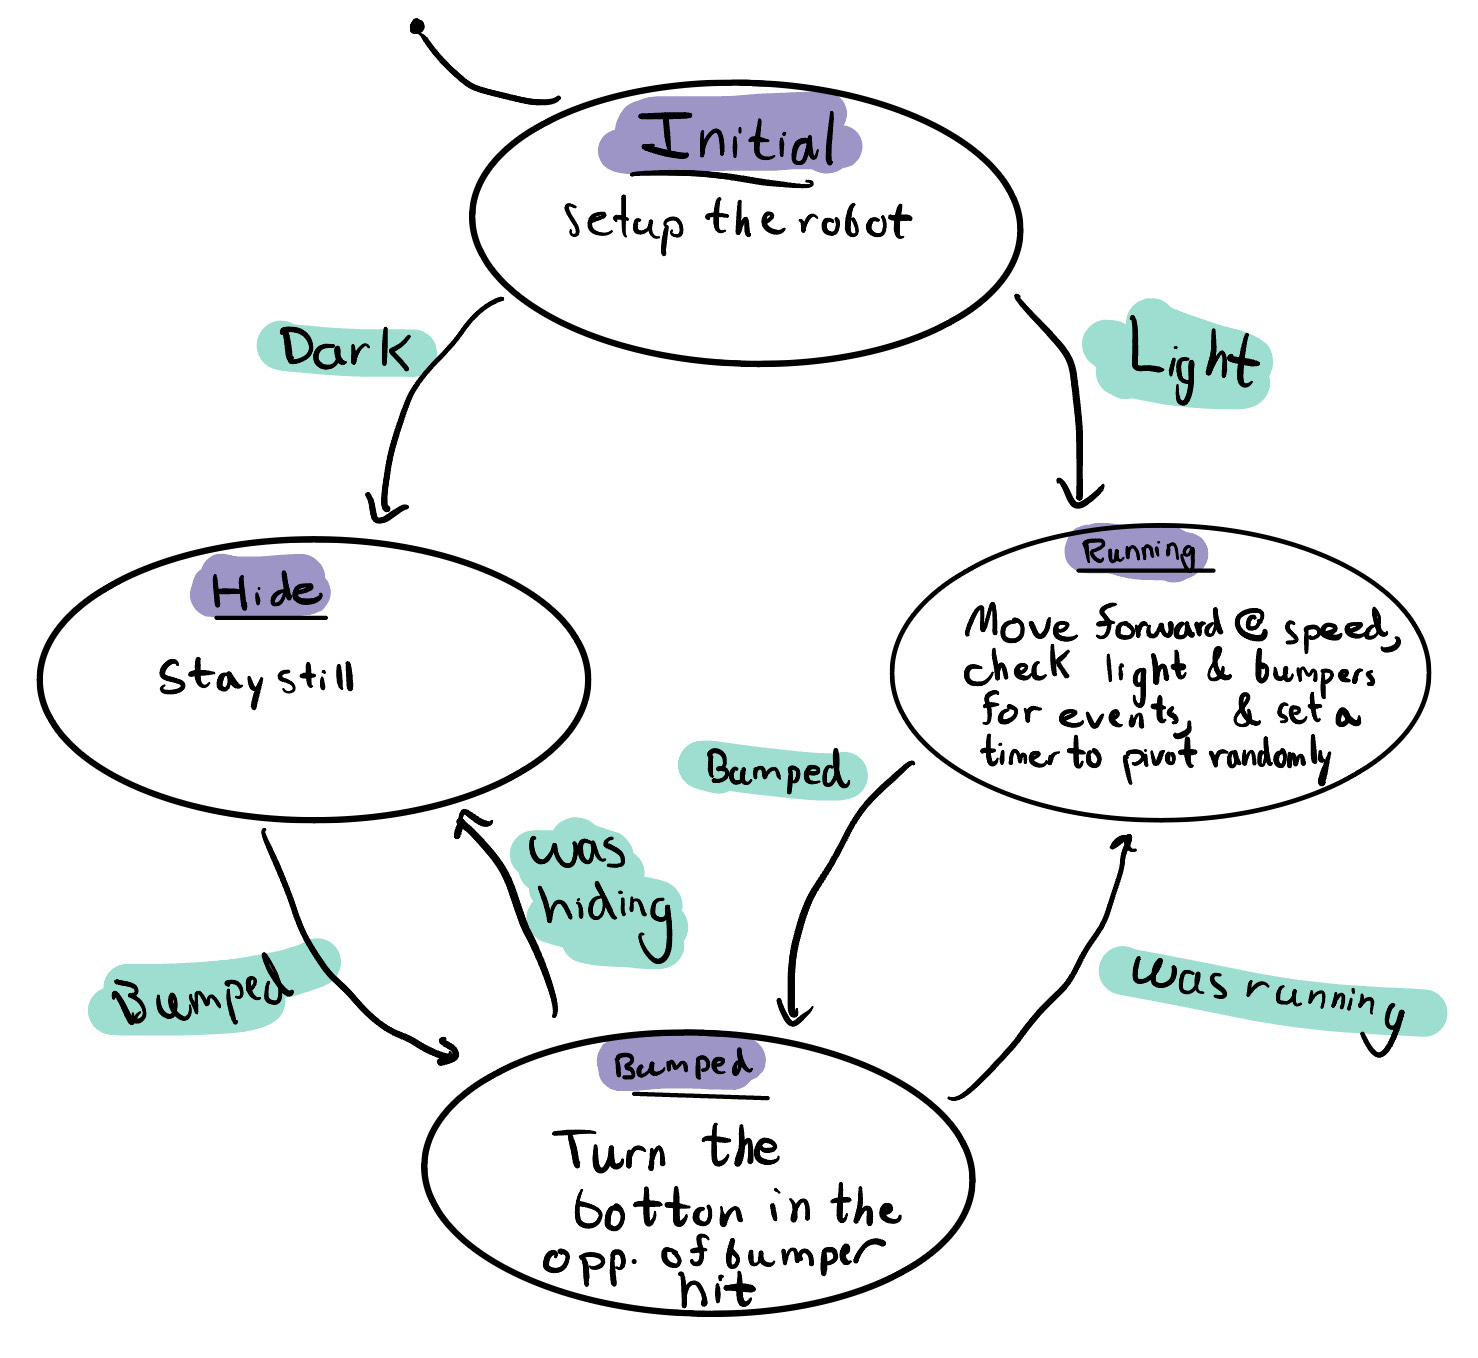 Initial
setup the robot
Dark
Light
Hide
Stay still
Running
Move forward @ speed,
check light & bumpers
for events, & set a
timer to pivot randomly
Bumped
was
hiding
Bumped
was running
Bumped
Turn the
botton in the
opp. of bumper
hit